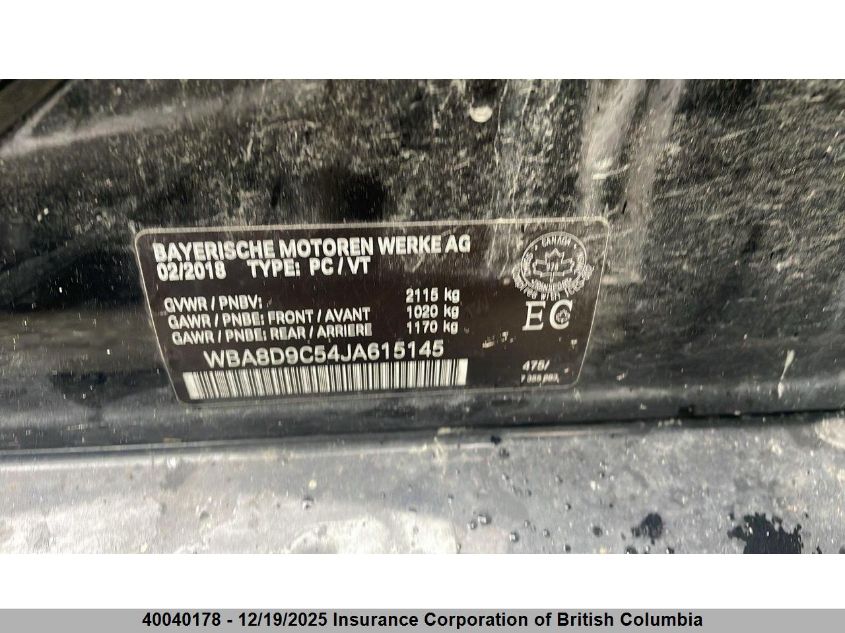 BAYERISCHE MOTOREN WERKE AG
02/2018 TYPE: PC/VT
GVWR / PNBV: 2115 kg
GAWR / PNBE: FRONT / AVANT 1020 kg
GAWR / PNBE: REAR / ARRIERE 1170 kg
WBA8D9C54JA615145
CANADA
EC
475/
40040178 - 12/19/2025 Insurance Corporation of British Columbia